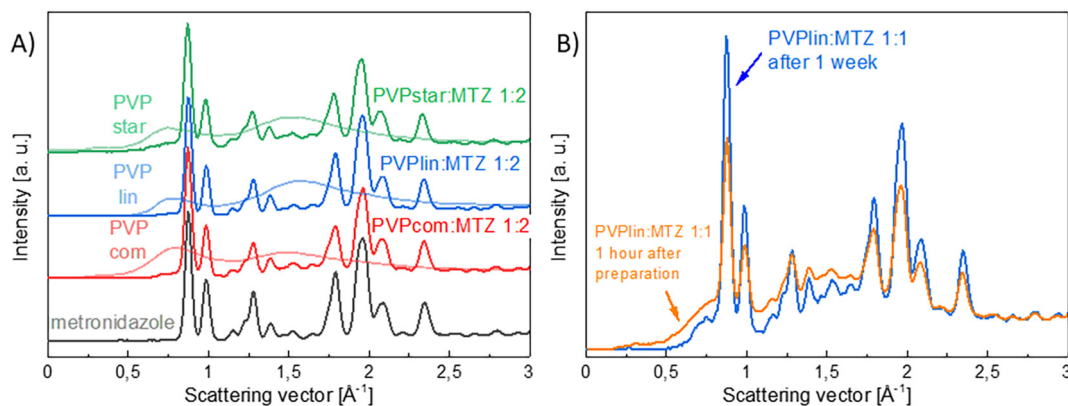 A)
Intensity [a. u.]
PVP
star
PVPstar:MTZ 1:2
PVP
lin
PVPlin:MTZ 1:2
PVP
com
PVPcom:MTZ 1:2
metronidazole
0 0,5 1 1,5 2 2,5 3
Scattering vector [Å-1]
B)
Intensity [a. u.]
PVPlin:MTZ 1:1
after 1 week
PVPlin:MTZ 1:1
1 hour after
preparation
0 0,5 1 1,5 2 2,5 3
Scattering vector [Å-1]